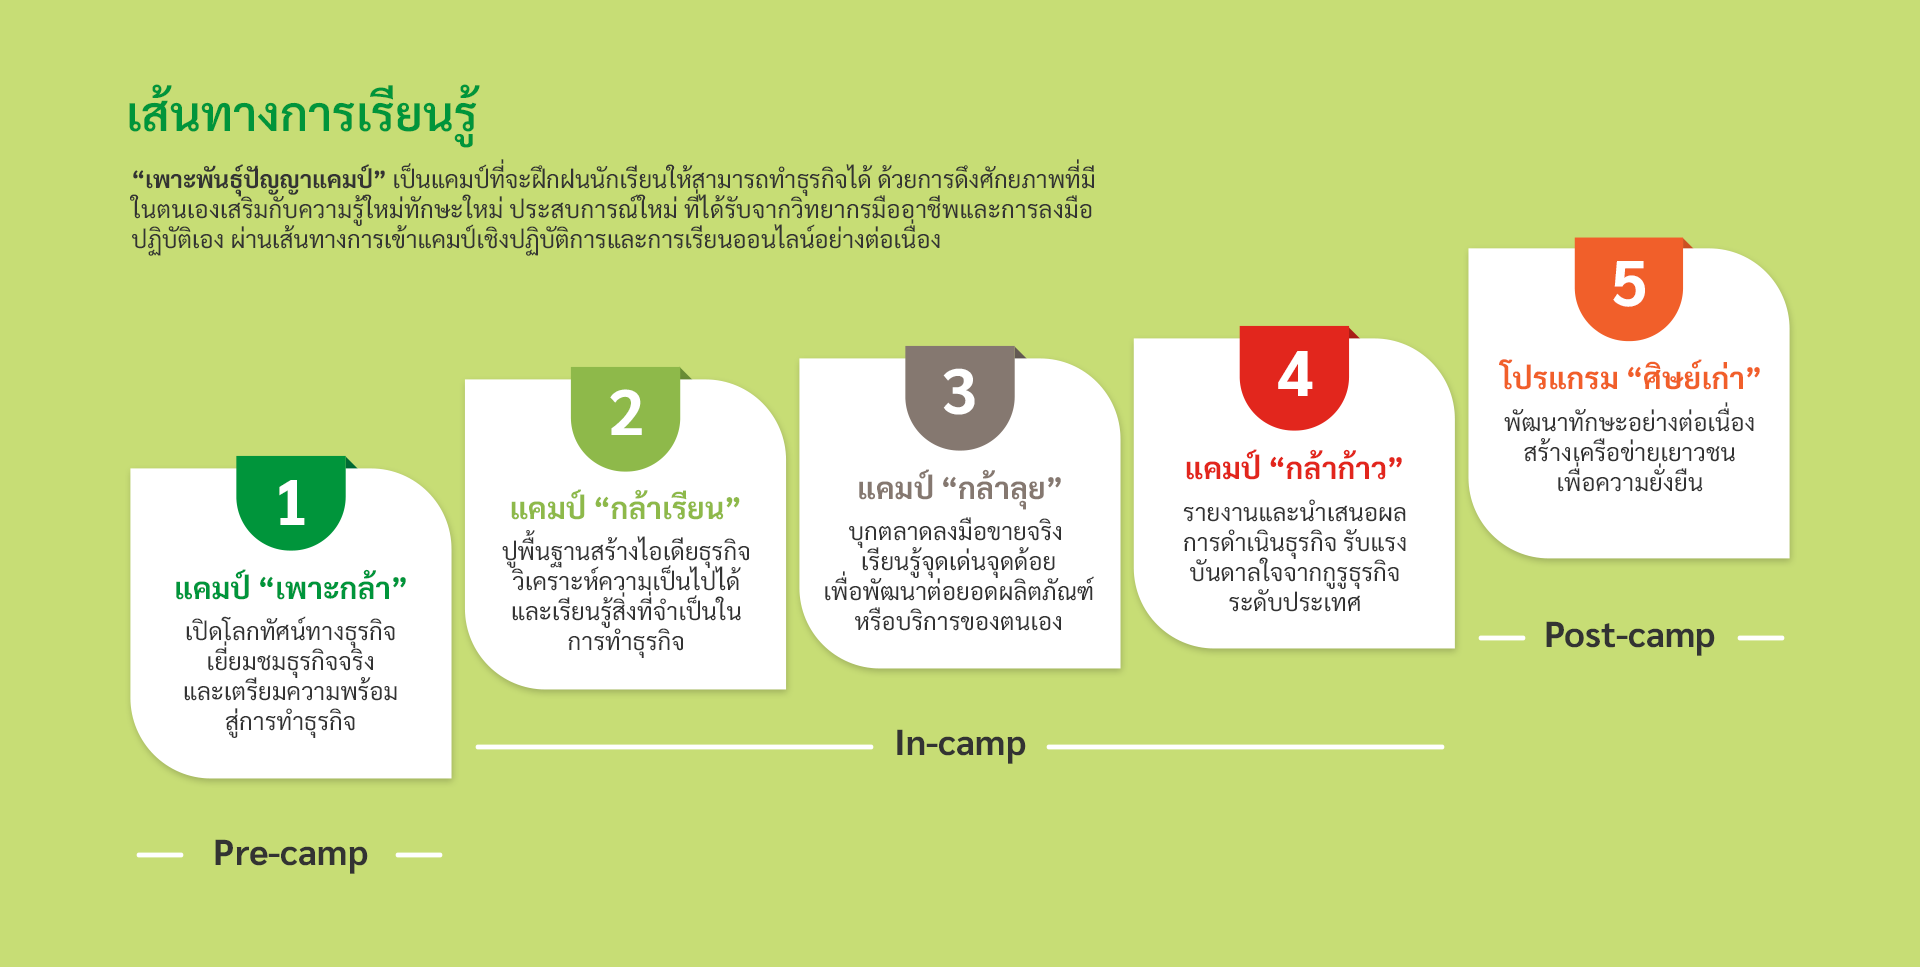 เส้นทางการเรียนรู้
“เพาะพันธุ์ปัญญาแคมป์” เป็นแคมป์ที่จะฝึกฝนนักเรียนให้สามารถทำธุรกิจได้ ด้วยการดึงศักยภาพที่มี
ในตนเองเสริมกับความรู้ใหม่ทักษะใหม่ ประสบการณ์ใหม่ ที่ได้รับจากวิทยากรมืออาชีพและการลงมือ
ปฏิบัติเอง ผ่านเส้นทางการเข้าแคมป์เชิงปฏิบัติการและการเรียนออนไลน์อย่างต่อเนื่อง
1
แคมป์ “เพาะกล้า”
เปิดโลกทัศน์ทางธุรกิจ
เยี่ยมชมธุรกิจจริง
และเตรียมความพร้อม
สู่การทำธุรกิจ
Pre-camp
2
แคมป์ “กล้าเรียน”
ปูพื้นฐานสร้างไอเดียธุรกิจ
วิเคราะห์ความเป็นไปได้
และเรียนรู้สิ่งที่จำเป็นใน
การทำธุรกิจ
3
แคมป์ “กล้าลุย”
บุกตลาดลงมือขายจริง
เรียนรู้จุดเด่นจุดด้อย
เพื่อพัฒนาต่อยอดผลิตภัณฑ์
หรือบริการของตนเอง
4
แคมป์ “กล้าก้าว”
รายงานและนำเสนอผล
การดำเนินธุรกิจ รับแรง
บันดาลใจจากกูรูธุรกิจ
ระดับประเทศ
In-camp
5
โปรแกรม “ศิษย์เก่า”
พัฒนาทักษะอย่างต่อเนื่อง
สร้างเครือข่ายเยาวชน
เพื่อความยั่งยืน
Post-camp